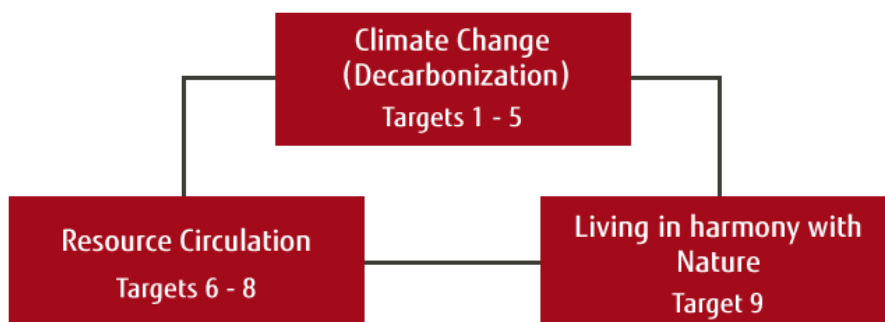 Climate Change
(Decarbonization)
Targets 1 - 5
Resource Circulation
Targets 6 - 8
Living in harmony with
Nature
Target 9